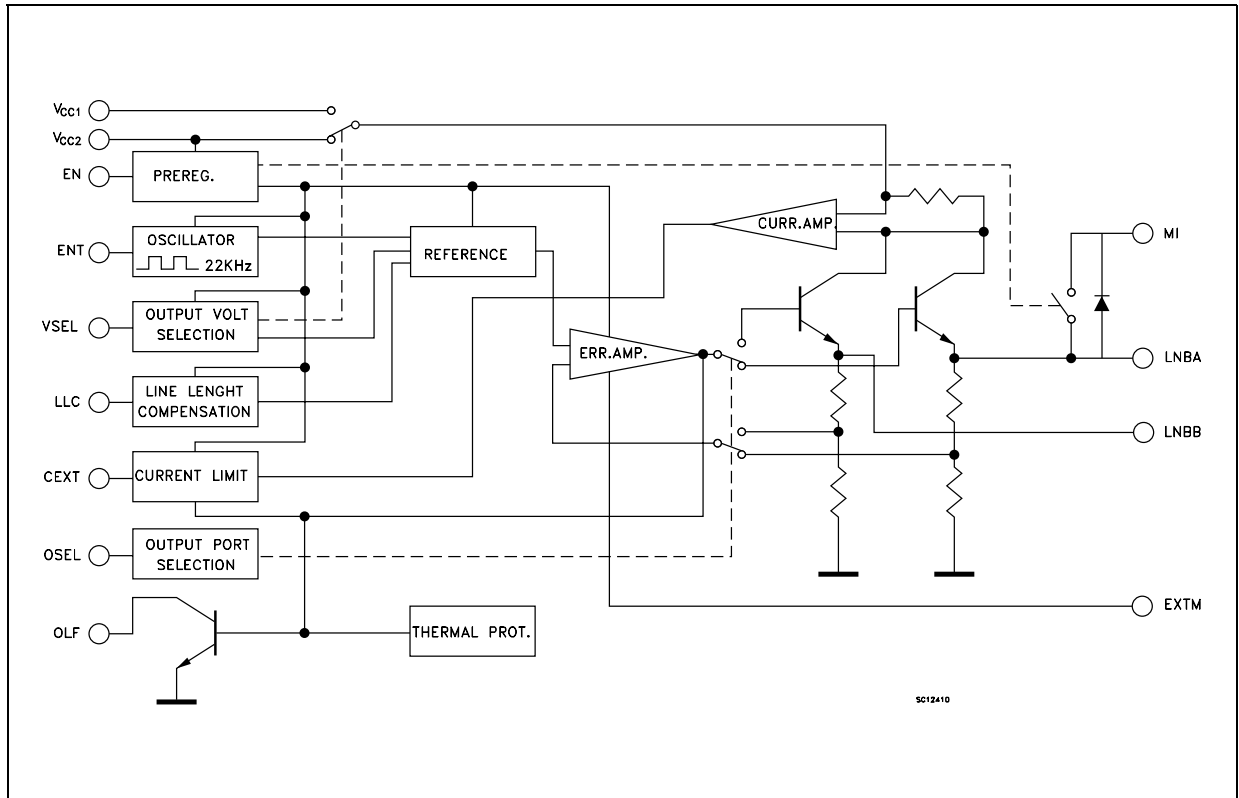 VCC1
VCC2
EN
PREREG.
ENT
OSCILLATOR
22KHz
REFERENCE
CURR.AMP.
MI
VSEL
OUTPUT VOLT
SELECTION
ERR.AMP.
LNBA
LLC
LINE LENGHT
COMPENSATION
LNBB
CEXT
CURRENT LIMIT
OSEL
OUTPUT PORT
SELECTION
EXTM
OLF
THERMAL PROT.
SC12410